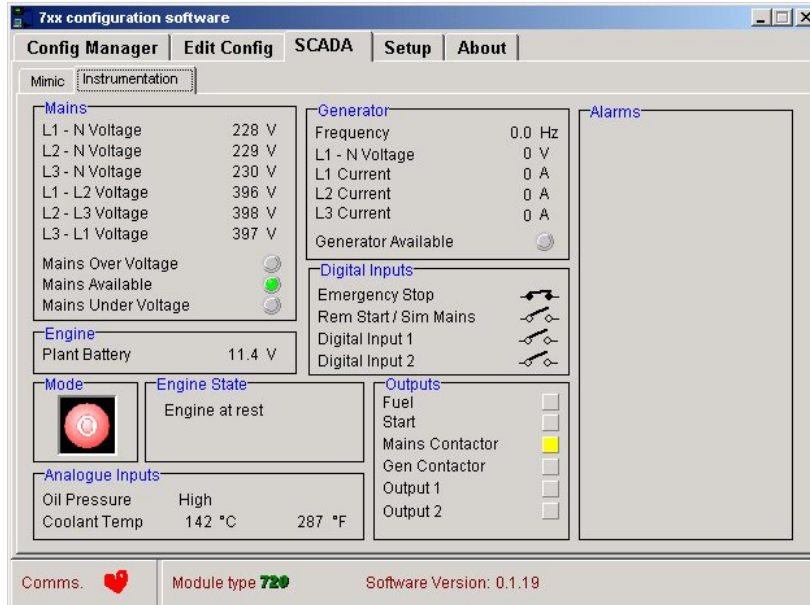 7xx configuration software
Config Manager Edit Config SCADA Setup About
Mimic Instrumentation
Mains
L1 - N Voltage 228 V
L2 - N Voltage 229 V
L3 - N Voltage 230 V
L1 - L2 Voltage 396 V
L2 - L3 Voltage 398 V
L3 - L1 Voltage 397 V
Mains Over Voltage
Mains Available
Mains Under Voltage
Engine
Plant Battery 11.4 V
Mode
Engine State
Engine at rest
Analogue Inputs
Oil Pressure High
Coolant Temp 142 °C 287 °F
Generator
Frequency 0.0 Hz
L1 - N Voltage 0 V
L1 Current 0 A
L2 Current 0 A
L3 Current 0 A
Generator Available
Digital Inputs
Emergency Stop
Rem Start / Sim Mains
Digital Input 1
Digital Input 2
Outputs
Fuel
Start
Mains Contactor
Gen Contactor
Output 1
Output 2
Alarms
Comms. Module type 720 Software Version: 0.1.19